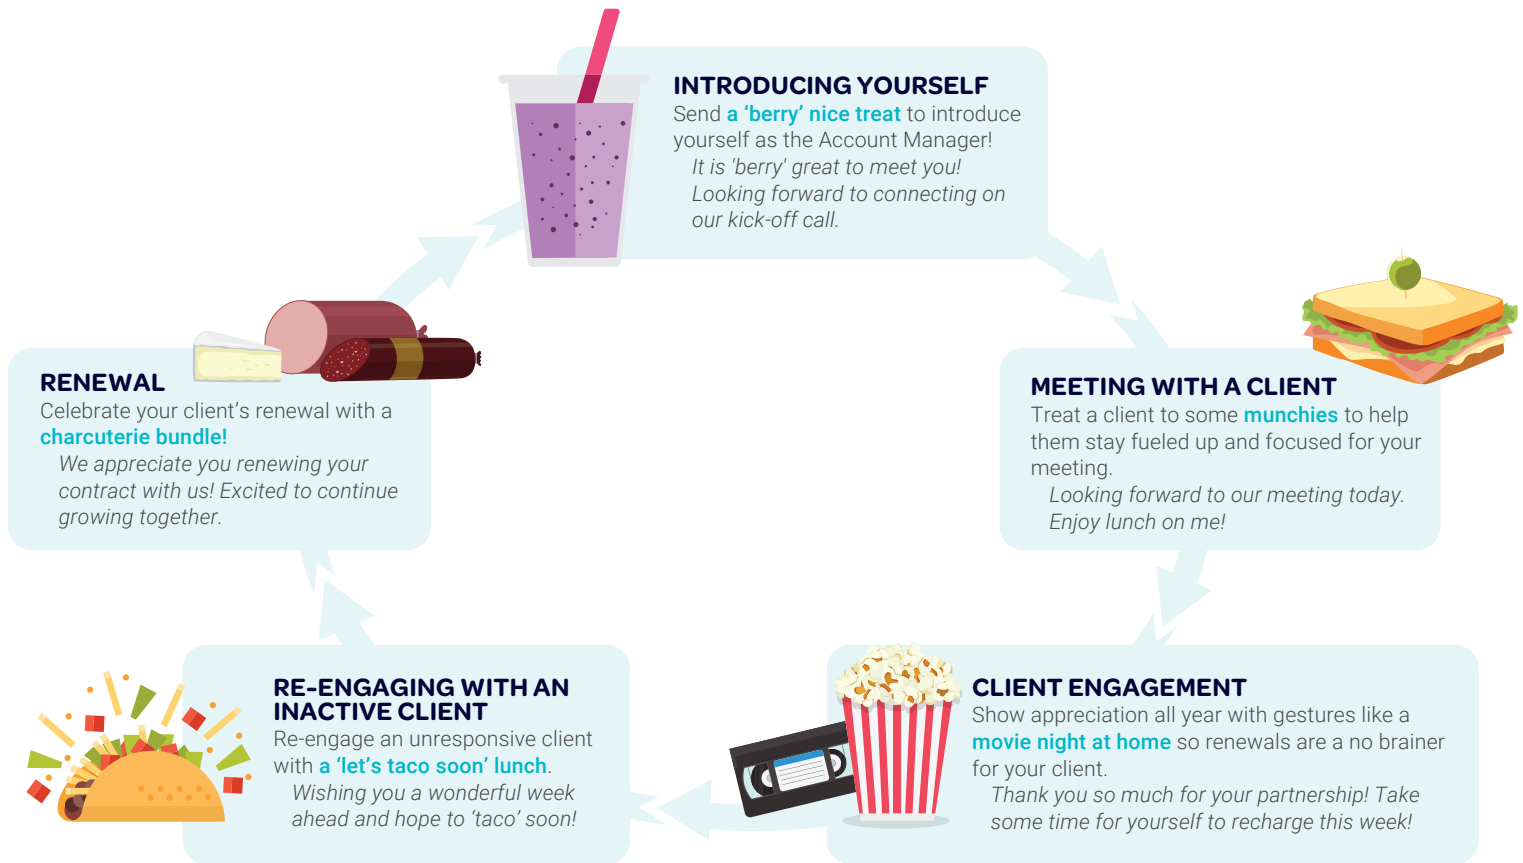 INTRODUCING YOURSELF
Send a ‘berry’ nice treat to introduce
yourself as the Account Manager!
It is 'berry' great to meet you!
Looking forward to connecting on
our kick-off call.
MEETING WITH A CLIENT
Treat a client to some munchies to help
them stay fueled up and focused for your
meeting.
Looking forward to our meeting today.
Enjoy lunch on me!
CLIENT ENGAGEMENT
Show appreciation all year with gestures like a
movie night at home so renewals are a no brainer
for your client.
Thank you so much for your partnership! Take
some time for yourself to recharge this week!
RE-ENGAGING WITH AN
INACTIVE CLIENT
Re-engage an unresponsive client
with a ‘let’s taco soon’ lunch.
Wishing you a wonderful week
ahead and hope to ‘taco’ soon!
RENEWAL
Celebrate your client’s renewal with a
charcuterie bundle!
We appreciate you renewing your
contract with us! Excited to continue
growing together.